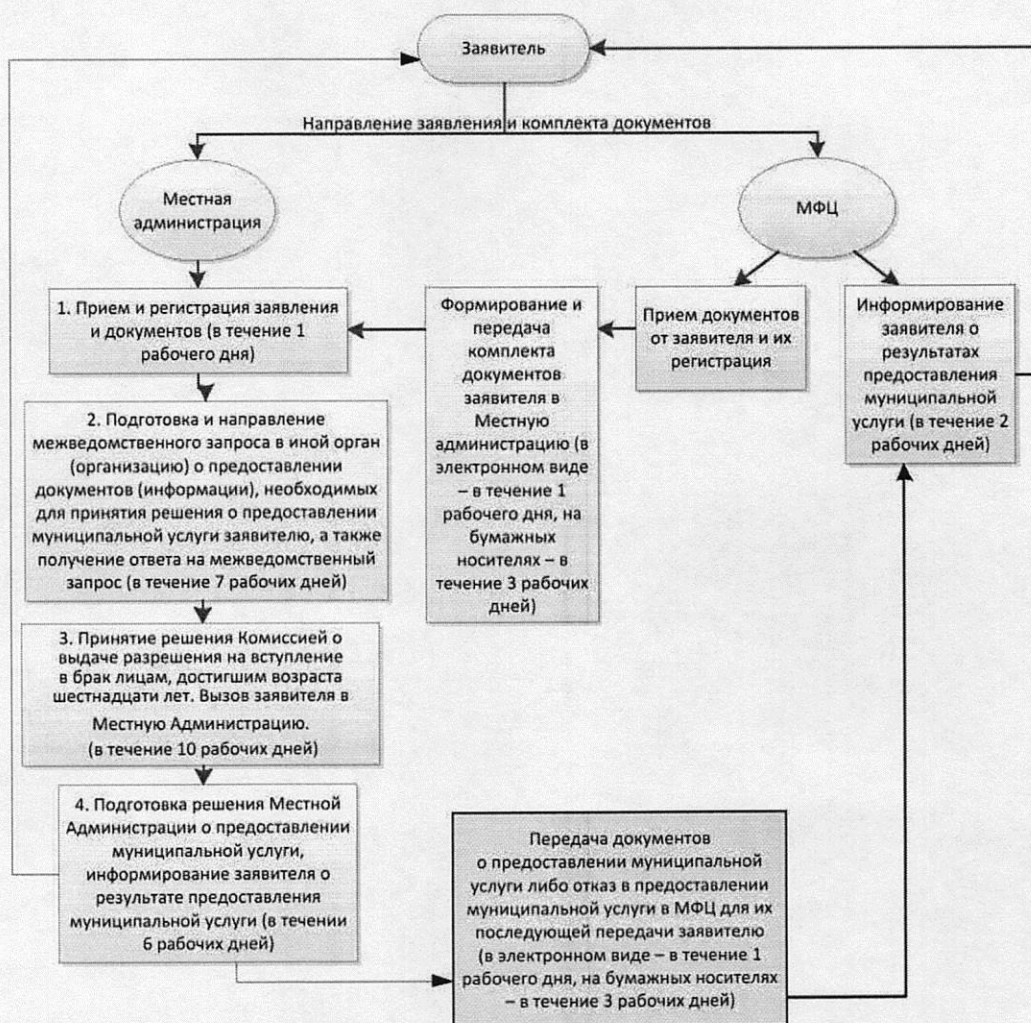 Заявитель
Направление заявления и комплекта документов
Местная
администрация
МФЦ
1. Прием и регистрация заявления
и документов (в течение 1
рабочего дня)
Формирование и
передача
комплекта
документов
заявителя в
Местную
администрацию (в
электронном виде
– в течение 1
рабочего дня, на
бумажных
носителях – в
течение 3 рабочих
дней)
Прием документов
от заявителя и их
регистрация
Информирование
заявителя о
результатах
предоставления
муниципальной
услуги (в течение 2
рабочих дней)
2. Подготовка и направление
межведомственного запроса в иной орган
(организацию) о предоставлении
документов (информации), необходимых
для принятия решения о предоставлении
муниципальной услуги заявителю, а также
получение ответа на межведомственный
запрос (в течение 7 рабочих дней)
3. Принятие решения Комиссией о
выдаче разрешения на вступление
в брак лицам, достигшим возраста
шестнадцати лет. Вызов заявителя в
Местную Администрацию.
(в течение 10 рабочих дней)
4. Подготовка решения Местной
Администрации о предоставлении
муниципальной услуги,
информирование заявителя о
результате предоставления
муниципальной услуги (в течении
6 рабочих дней)
Передача документов
о предоставлении муниципальной
услуги либо отказ в предоставлении
муниципальной услуги в МФЦ для их
последующей передачи заявителю
(в электронном виде – в течение 1
рабочего дня, на бумажных носителях
– в течение 3 рабочих дней)